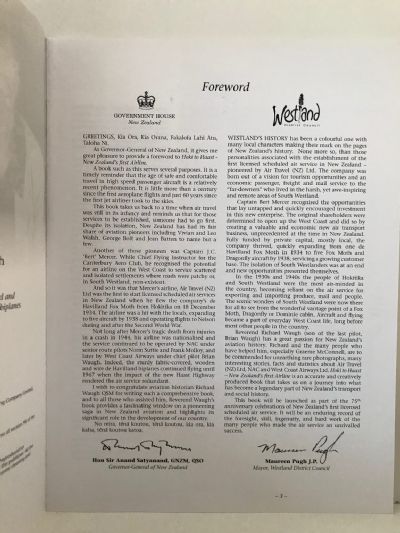 Foreword
GOVERNMENT HOUSE
New Zealand
GREETINGS, Kia Ora, Kia Orana, Fakalofa Lahi Atu,
Taloha Ni.
As Governor-General of New Zealand, it gives me
great pleasure to provide a foreword to Hoki to Haast -
New Zealand's first Airline.
A book such as this serves several purposes. It is a
timely reminder that the age of safe and comfortable
travel in high speed passenger aircraft is a relatively
recent phenomenon. It is little more than a century
since the first aeroplane flights and just 60 years since
the first jet airliner took to the skies.
This book takes us back to a time when air travel
was still in its infancy and reminds us that for those
services to be established, someone had to go first.
Despite its isolation, New Zealand has had its fair
share of aviation pioneers including Vivian and Leo
Walsh, George Bolt and Jean Batten to name but a
few.
Another of those pioneers was Captain J.C.
'Bert' Mercer. While Chief Flying Instructor for the
Canterbury Aero Club, he recognised the potential
for an airline on the West Coast to service scattered
and isolated settlements where roads were patchy or,
in South Westland, non-existent.
And so it was that Mercer's airline, Air Travel (NZ)
Ltd was the first to start licensed scheduled air services
in New Zealand when he flew the company's de
Havilland Fox Moth from Hokitika on 18 December
1934. The airline was a hit with the locals, expanding
to five aircraft by 1938 and operating flights to Nelson
during and after the Second World War.
Not long after Mercer's tragic death from injuries
in a crash in 1944, his airline was nationalised and
the service continued to be operated by NAC under
senior route pilots Norm Suttie and Frank Molloy, and
later by West Coast Airways under chief pilot Brian
Waugh. Indeed, the sturdy fabric-covered, wooden
and wire de Havilland biplanes continued flying until
1967 when the impact of the new Haast Highway
rendered the air service redundant.
I wish to congratulate aviation historian Richard
Waugh QSM for writing such a comprehensive book,
and to all those who assisted him. Reverend Waugh's
book provides a fascinating window on a pioneering
saga in New Zealand aviation and highlights its
significant role in the development of our country.
No reira, tēnā koutou, tēnā koutou, kia ora, kia
kaha, tēnā koutou katoa.
Hon Sir Anand Satyanand, GNZM, QSO
Governor-General of New Zealand
Westland
District Council
WESTLAND'S HISTORY has been a colourful one with
many local characters making their mark on the pages
of New Zealand's history. None more so, than those
personalities associated with the establishment of the
first licensed scheduled air service in New Zealand –
pioneered by Air Travel (NZ) Ltd. The company was
born out of a vision for tourism opportunities and an
economic passenger, freight and mail service to the
"far-downers" who lived in the harsh, yet awe-inspiring
and remote areas of South Westland.
Captain Bert Mercer recognised the opportunities
that lay untapped and quickly encouraged investment
in this new enterprise. The original shareholders were
determined to open up the West Coast and did so by
creating a valuable and economic new air transport
business, unprecedented at the time in New Zealand.
Fully funded by private capital, mostly local, the
company thrived, quickly expanding from one de
Havilland Fox Moth in 1934 to five Fox Moths and
Dragonfly aircraft by 1938, servicing a growing customer
base. The isolation of South Westlanders was at an end
and new opportunities presented themselves.
In the 1930s and 1940s the people of Hokitika
and South Westland were the most air-minded in
the country, becoming reliant on the air service for
exporting and importing produce, mail and people.
The scenic wonders of South Westland were now there
for all to see from the wonderful vantage point of a Fox
Moth, Dragonfly or Dominie cabin. Aircraft and flying
became a part of everyday West Coast life, long before
most other people in the country.
Reverend Richard Waugh (son of the last pilot,
Brian Waugh) has a great passion for New Zealand's
aviation history. Richard and the many people who
have helped him, especially Graeme McConnell, are to
be commended for unearthing rare photographs, many
interesting stories, facts and statistics about Air Travel
(NZ) Ltd, NAC and West Coast Airways Ltd. Hoki to Haast
– New Zealand's first Airline is an accurate and creatively
produced book that takes us on a journey into what
has become a legendary part of New Zealand's transport
and social history.
This book will be launched as part of the 75th
anniversary celebrations of New Zealand's first licensed
scheduled air service. It will be an enduring record of
the foresight, skill, ingenuity, and hard work of the
many people who made the air service an unrivalled
success.
Maureen Pugh J.P.
Mayor, Westland District Council
– 3 –